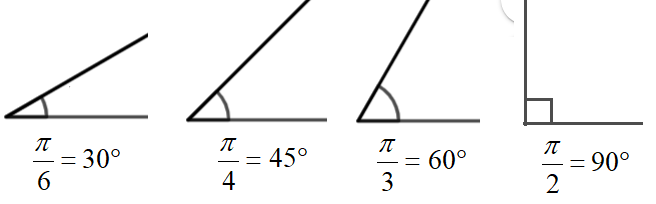 π/6 = 30°
π/4 = 45°
π/3 = 60°
π/2 = 90°